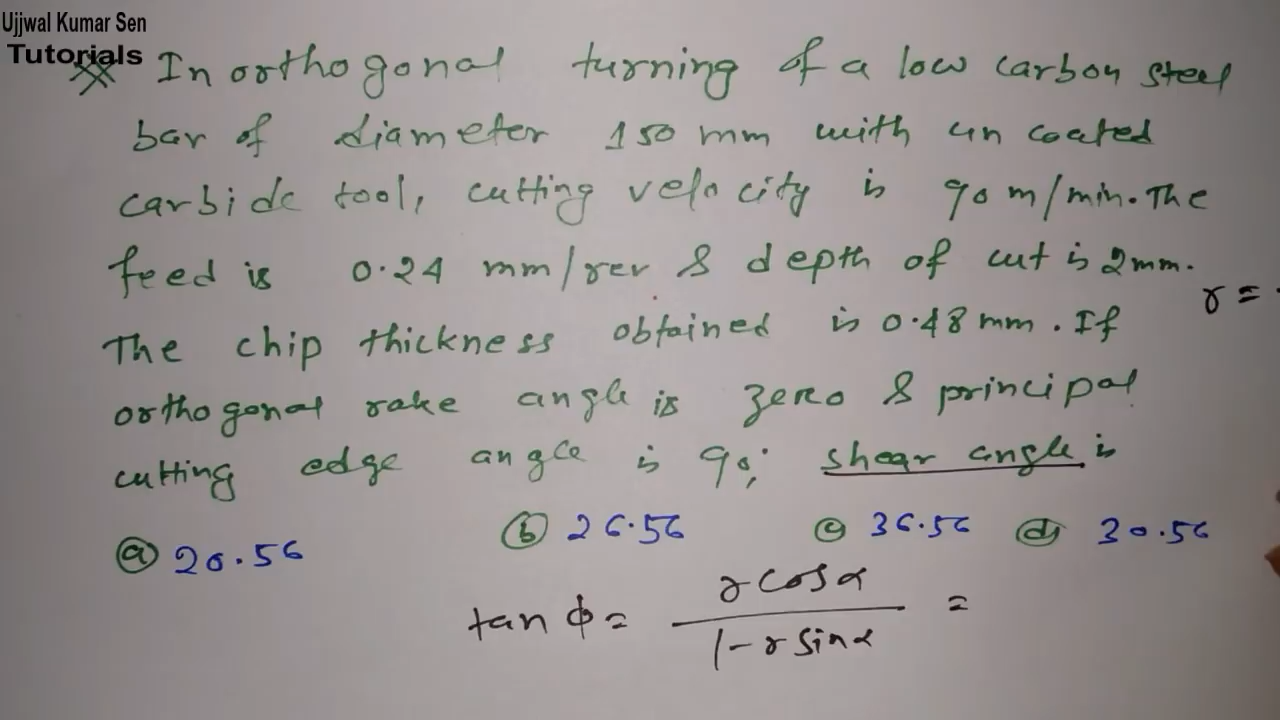 Ujjwal Kumar Sen
Tutorials
In orthogonal turning of a low carbon steel
bar of diameter 150 mm with un coated
carbide tool, cutting velocity is 90 m/min. The
feed is 0.24 mm/rev & depth of cut is 2mm.
The chip thickness obtained is 0.48 mm. If
r =
orthogonal rake angle is zero & principal
cutting edge angle is 90°; shear angle is
(a) 20.56 (b) 26.56 (c) 36.56 (d) 30.56
tan ϕ = r cos α / 1 - r sin α =